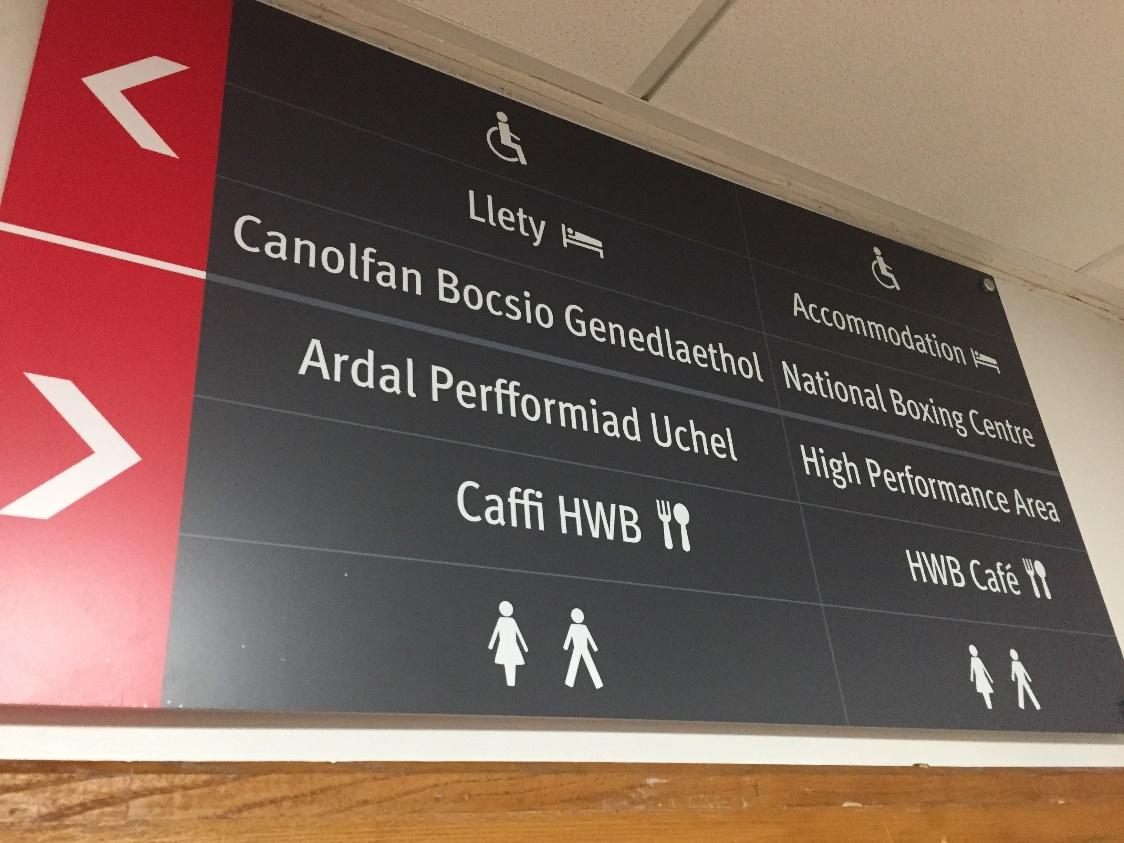 Llety
Canolfan Bocsio Genedlaethol
Ardal Perfformiad Uchel
Caffi HWB
Accommodation
National Boxing Centre
High Performance Area
HWB Café